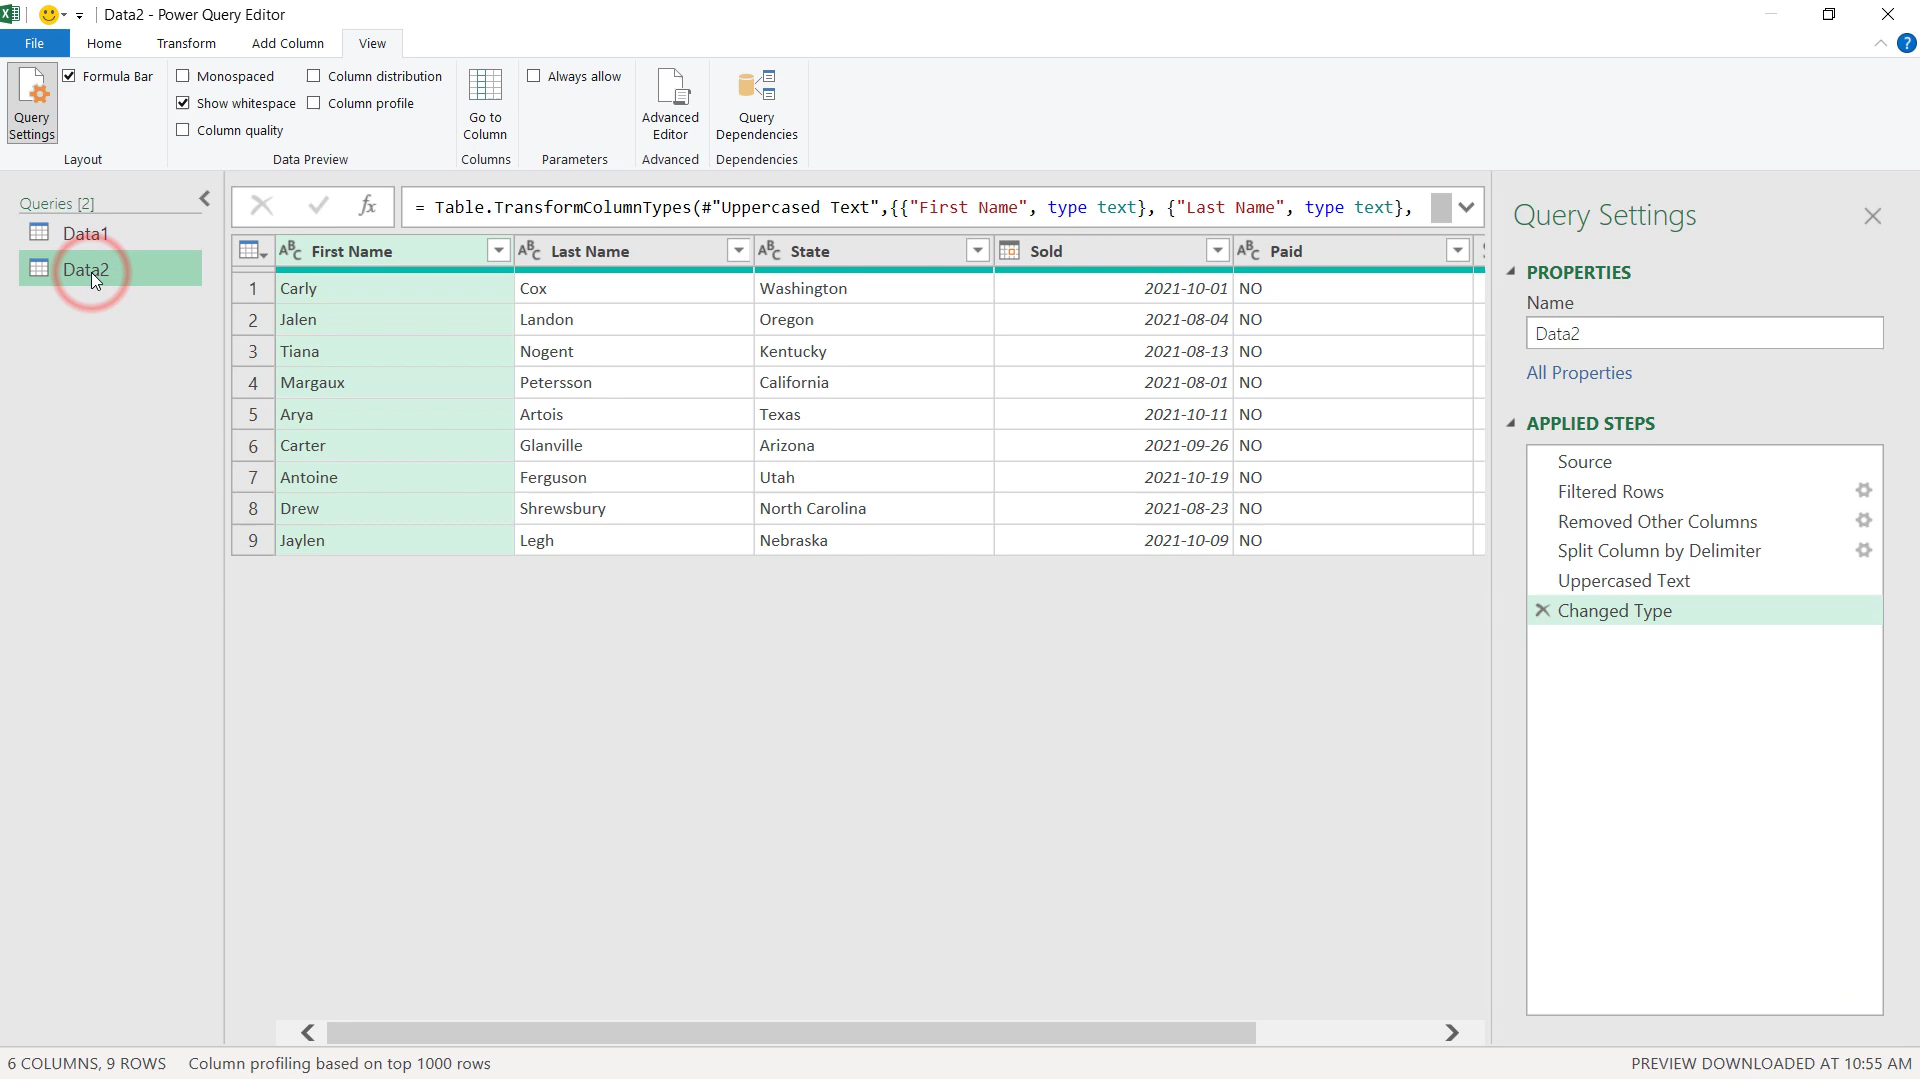 Data2 - Power Query Editor
File Home Transform Add Column View
Query Settings
Formula Bar
Layout
Monospaced
Show whitespace
Column quality
Column distribution
Column profile
Data Preview
Go to Column
Columns
Always allow
Parameters
Advanced Editor
Advanced
Query Dependencies
Dependencies
Queries [2]
Data1
Data2
fx
= Table.TransformColumnTypes(#"Uppercased Text",{{"First Name", type text}, {"Last Name", type text},
First Name Last Name State Sold Paid
1 Carly Cox Washington 2021-10-01 NO
2 Jalen Landon Oregon 2021-08-04 NO
3 Tiana Nogent Kentucky 2021-08-13 NO
4 Margaux Petersson California 2021-08-01 NO
5 Arya Artois Texas 2021-10-11 NO
6 Carter Glanville Arizona 2021-09-26 NO
7 Antoine Ferguson Utah 2021-10-19 NO
8 Drew Shrewsbury North Carolina 2021-08-23 NO
9 Jaylen Legh Nebraska 2021-10-09 NO
Query Settings
PROPERTIES
Name
Data2
All Properties
APPLIED STEPS
Source
Filtered Rows
Removed Other Columns
Split Column by Delimiter
Uppercased Text
Changed Type
6 COLUMNS, 9 ROWS Column profiling based on top 1000 rows
PREVIEW DOWNLOADED AT 10:55 AM